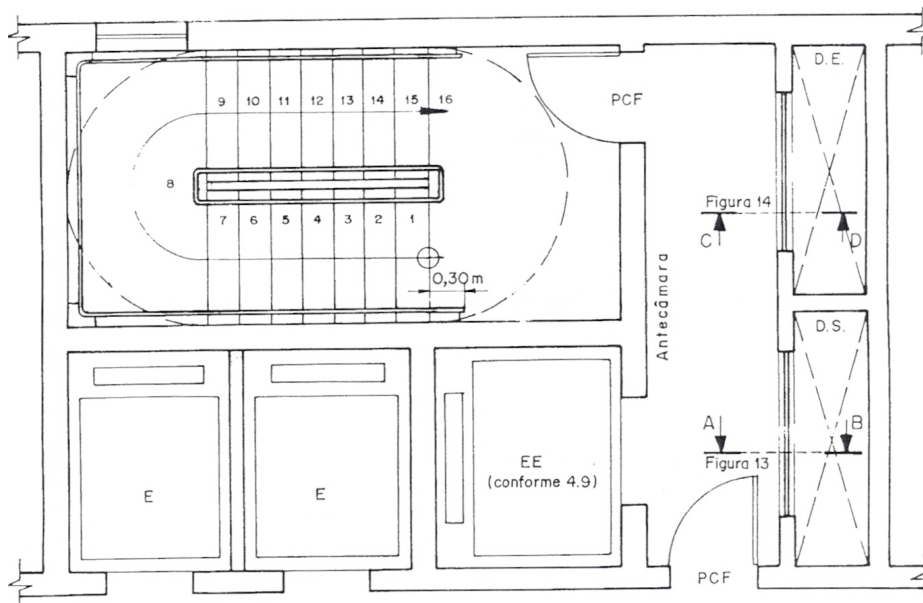 D.E.
9 10 11 12 13 14 15 16
PCF
8
Figura 14
7 6 5 4 3 2 1
C D
0,30 m
Antecâmara
D.S.
A B
EE
(conforme 4.9)
Figura 13
E E
PCF